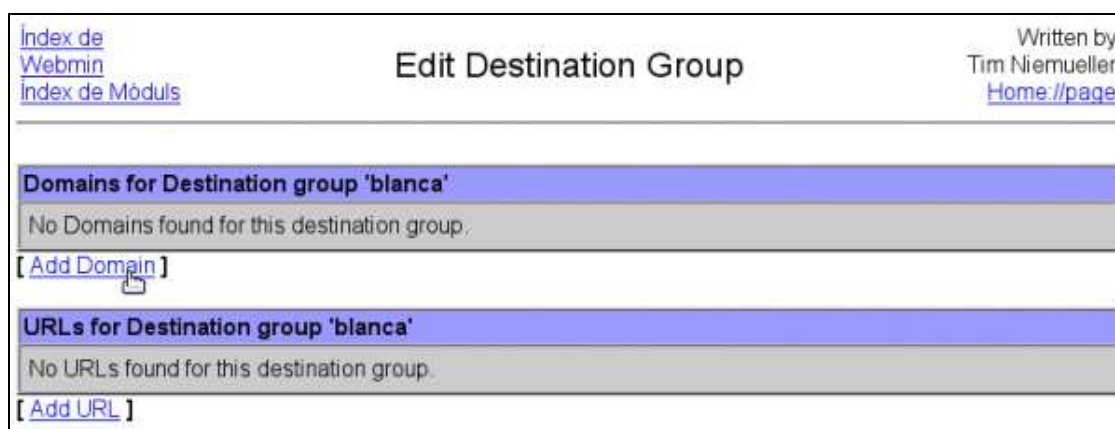 Índex de
Webmin
Índex de Mòduls
Edit Destination Group
Written by
Tim Niemueller
Home://page
Domains for Destination group 'blanca'
No Domains found for this destination group.
[ Add Domain ]
URLs for Destination group 'blanca'
No URLs found for this destination group.
[ Add URL ]